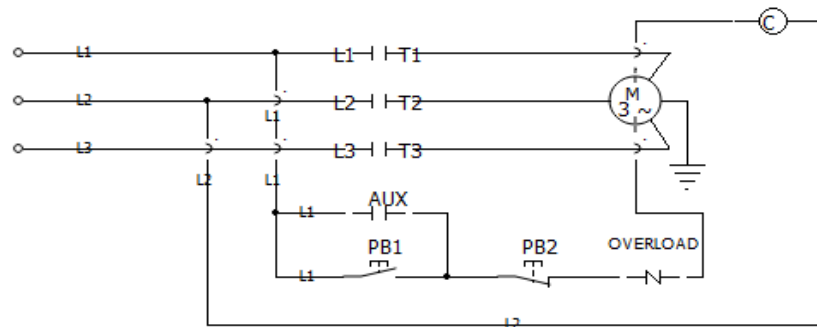 C
L1 L1 T1
L2 L2 T2 M 3 ~
L1
L3 L3 T3
L2 L1
L1 AUX
PB1 PB2 OVERLOAD
L1
L2